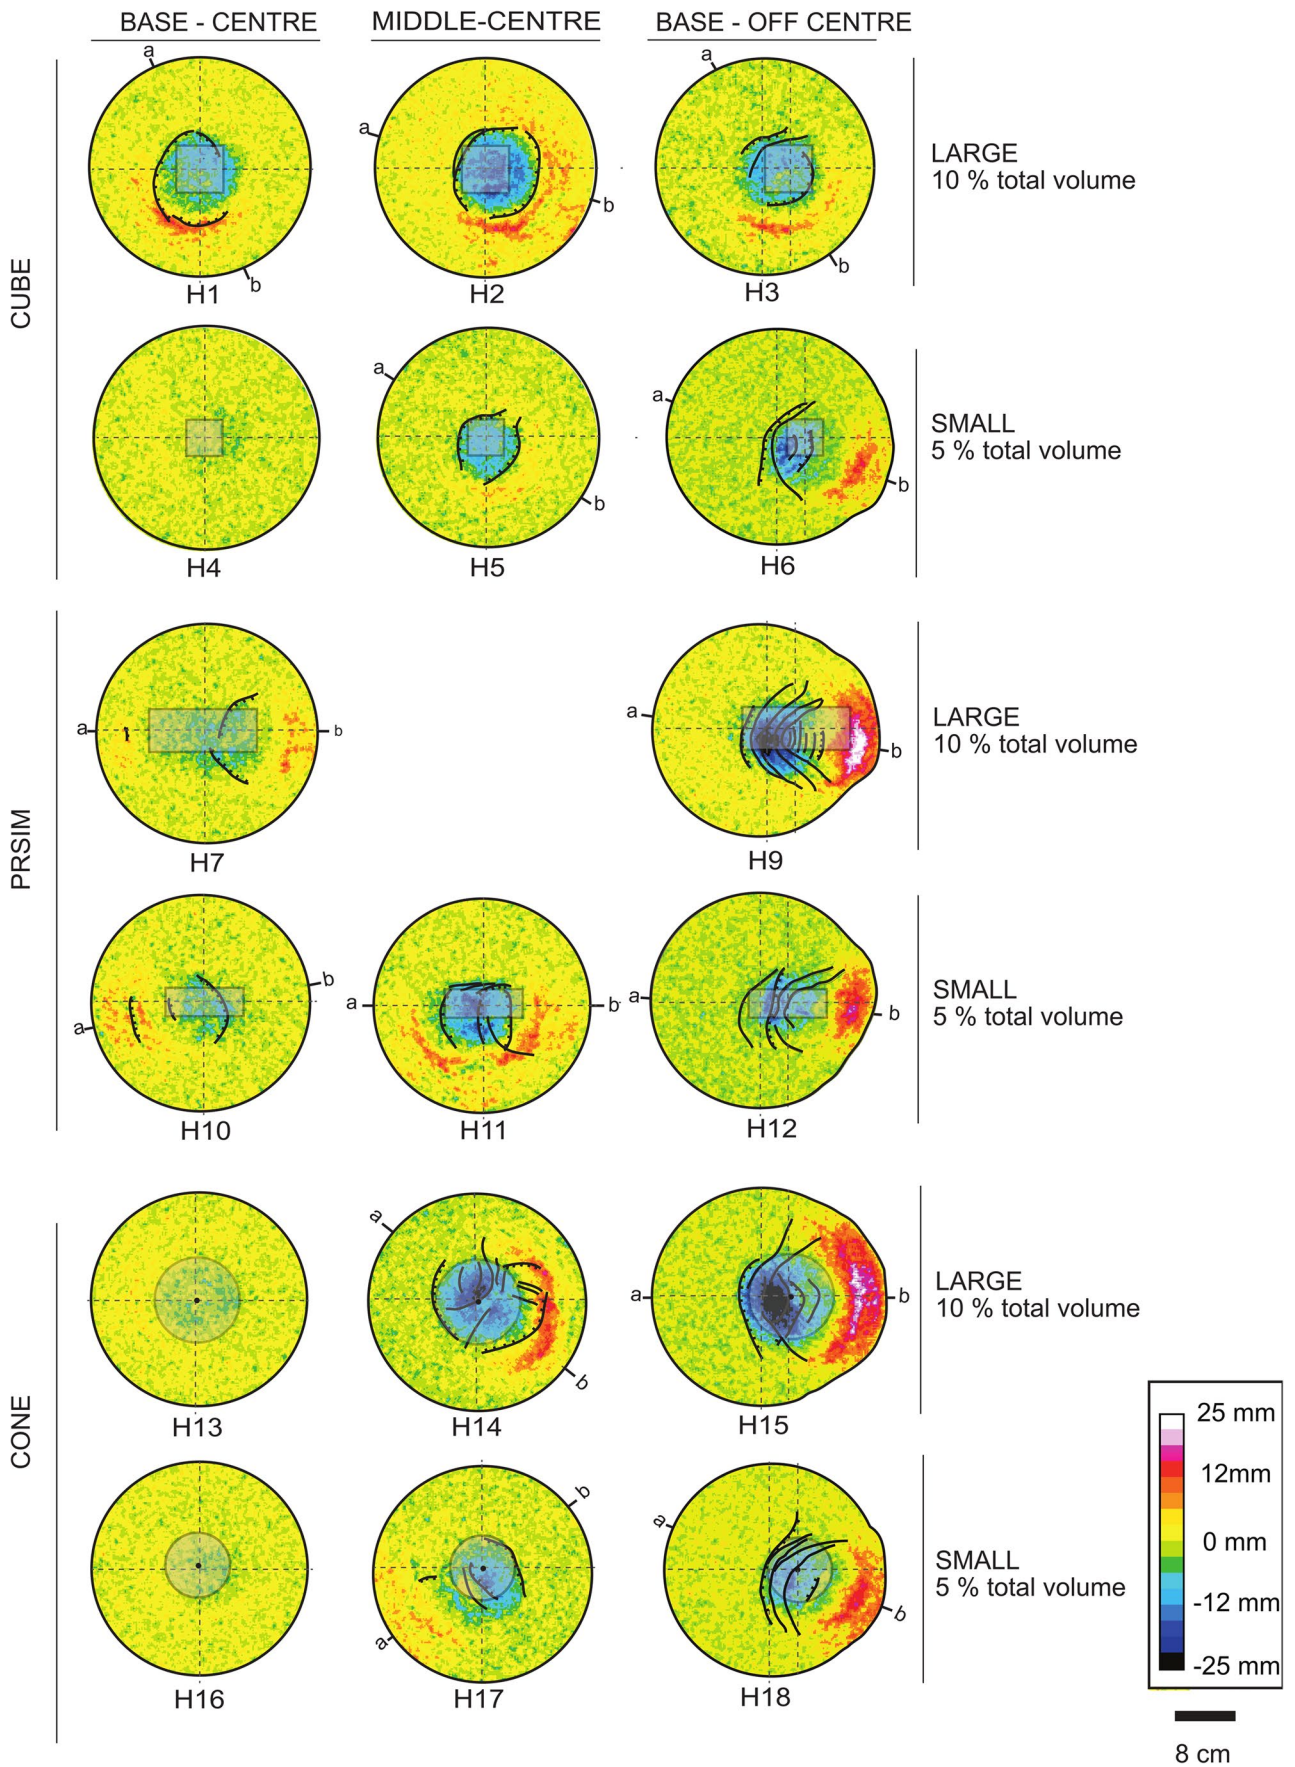 BASE - CENTRE
MIDDLE-CENTRE
BASE - OFF CENTRE
CUBE
a
b
H1
a
b
H2
a
b
H3
LARGE
10 % total volume
H4
a
b
H5
a
b
H6
SMALL
5 % total volume
PRSIM
a
b
H7
a
b
H9
LARGE
10 % total volume
a
b
H10
a
b
H11
a
b
H12
SMALL
5 % total volume
CONE
H13
a
b
H14
a
b
H15
LARGE
10 % total volume
H16
a
b
H17
a
b
H18
SMALL
5 % total volume
25 mm
12mm
0 mm
-12 mm
-25 mm
8 cm